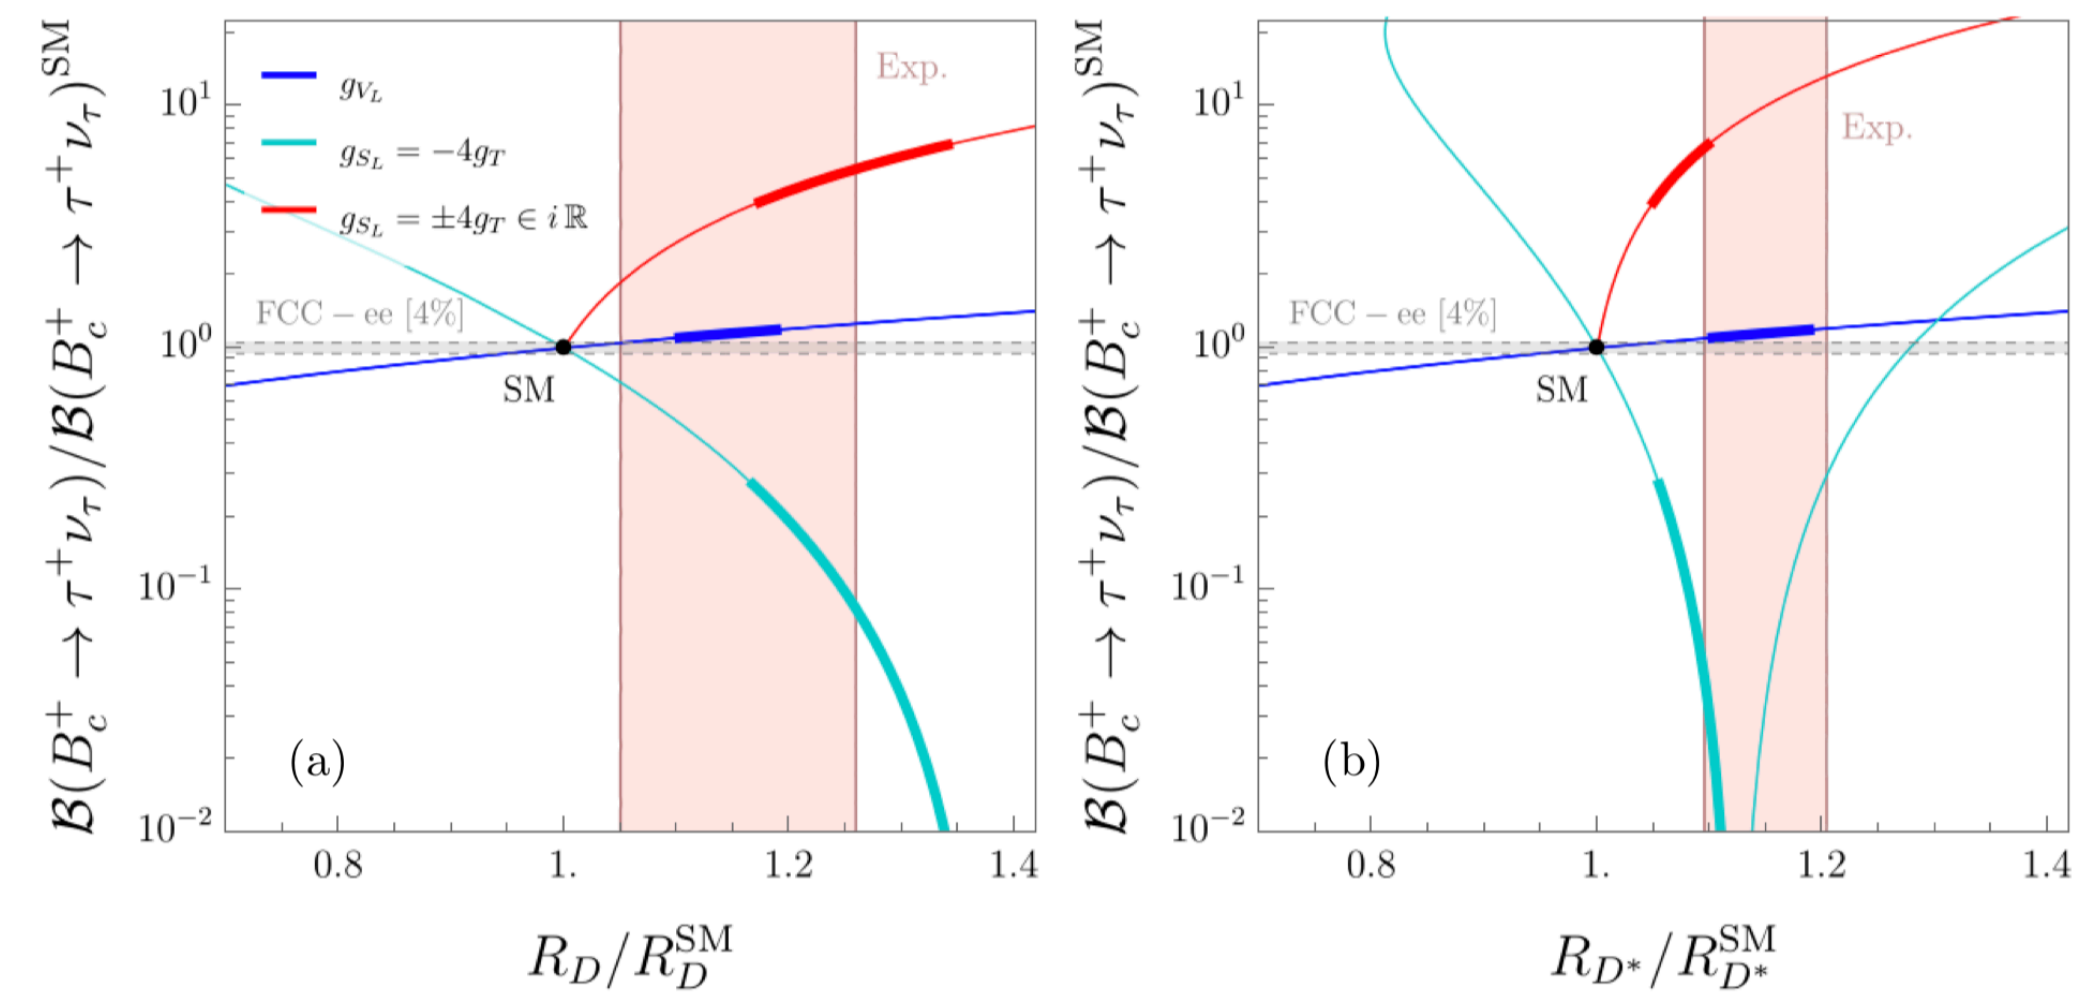 B(B_c^+ → τ^+ ν_τ)/B(B_c^+ → τ^+ ν_τ)^SM
10^1
10^0
10^−1
10^−2
g_{V_L}
g_{S_L} = −4g_T
g_{S_L} = ±4g_T ∈ i ℝ
Exp.
FCC – ee [4%]
SM
(a)
0.8 1. 1.2 1.4
R_D/R_D^SM
B(B_c^+ → τ^+ ν_τ)/B(B_c^+ → τ^+ ν_τ)^SM
10^1
10^0
10^−1
10^−2
Exp.
FCC – ee [4%]
SM
(b)
0.8 1. 1.2 1.4
R_{D*}/R_{D*}^SM